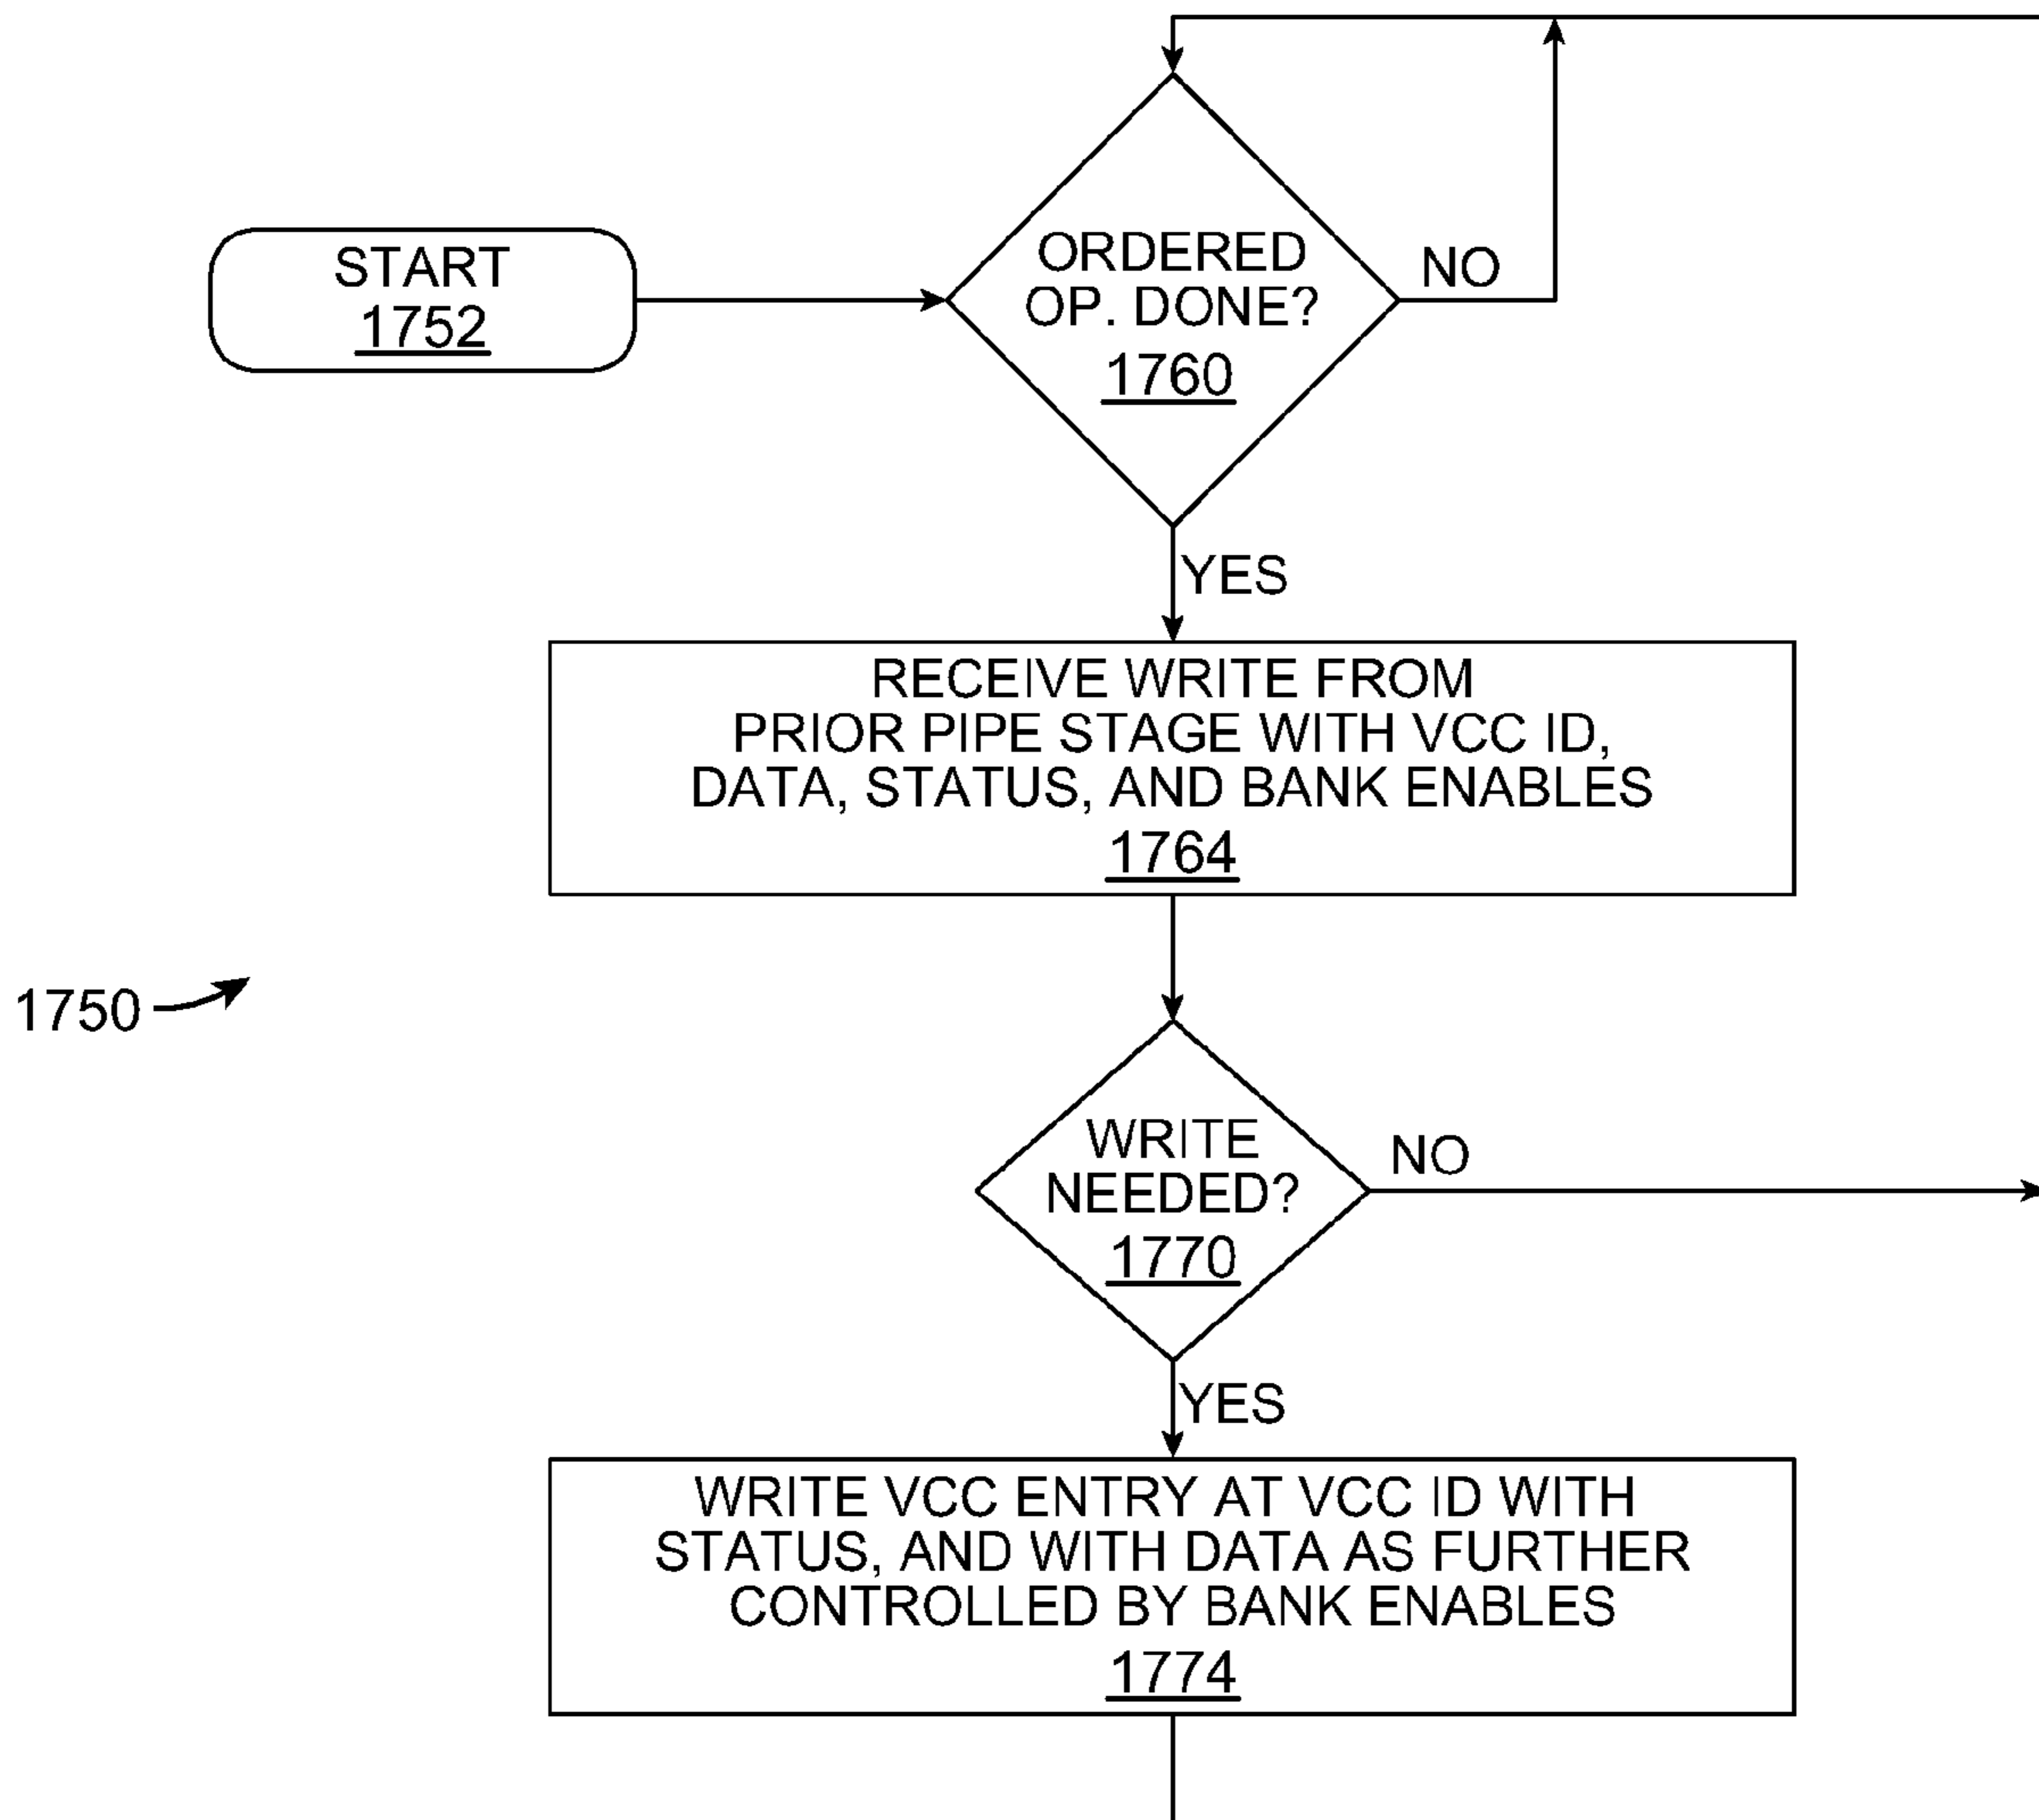 START
1752
ORDERED
OP. DONE?
1760
NO
YES
RECEIVE WRITE FROM
PRIOR PIPE STAGE WITH VCC ID,
DATA, STATUS, AND BANK ENABLES
1764
1750
WRITE
NEEDED?
1770
NO
YES
WRITE VCC ENTRY AT VCC ID WITH
STATUS, AND WITH DATA AS FURTHER
CONTROLLED BY BANK ENABLES
1774